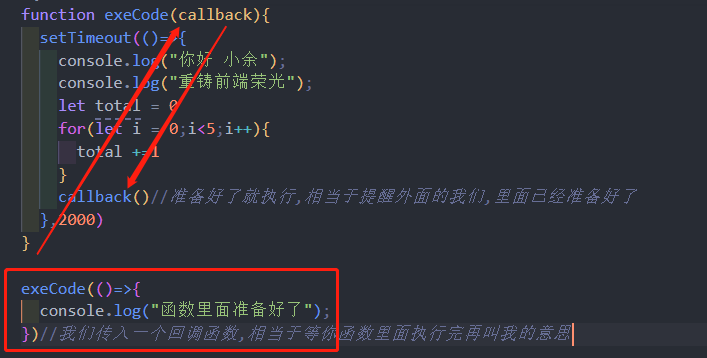 function exeCode(callback){
setTimeout(()=>{
console.log("你好 小余");
console.log("重铸前端荣光");
let total = 0
for(let i = 0;i<5;i++){
total +=1
}
callback()//准备好了就执行,相当于提醒外面的我们,里面已经准备好了
},2000)
}
exeCode(()=>{
console.log("函数里面准备好了");
})//我们传入一个回调函数,相当于等你函数里面执行完再叫我的意思